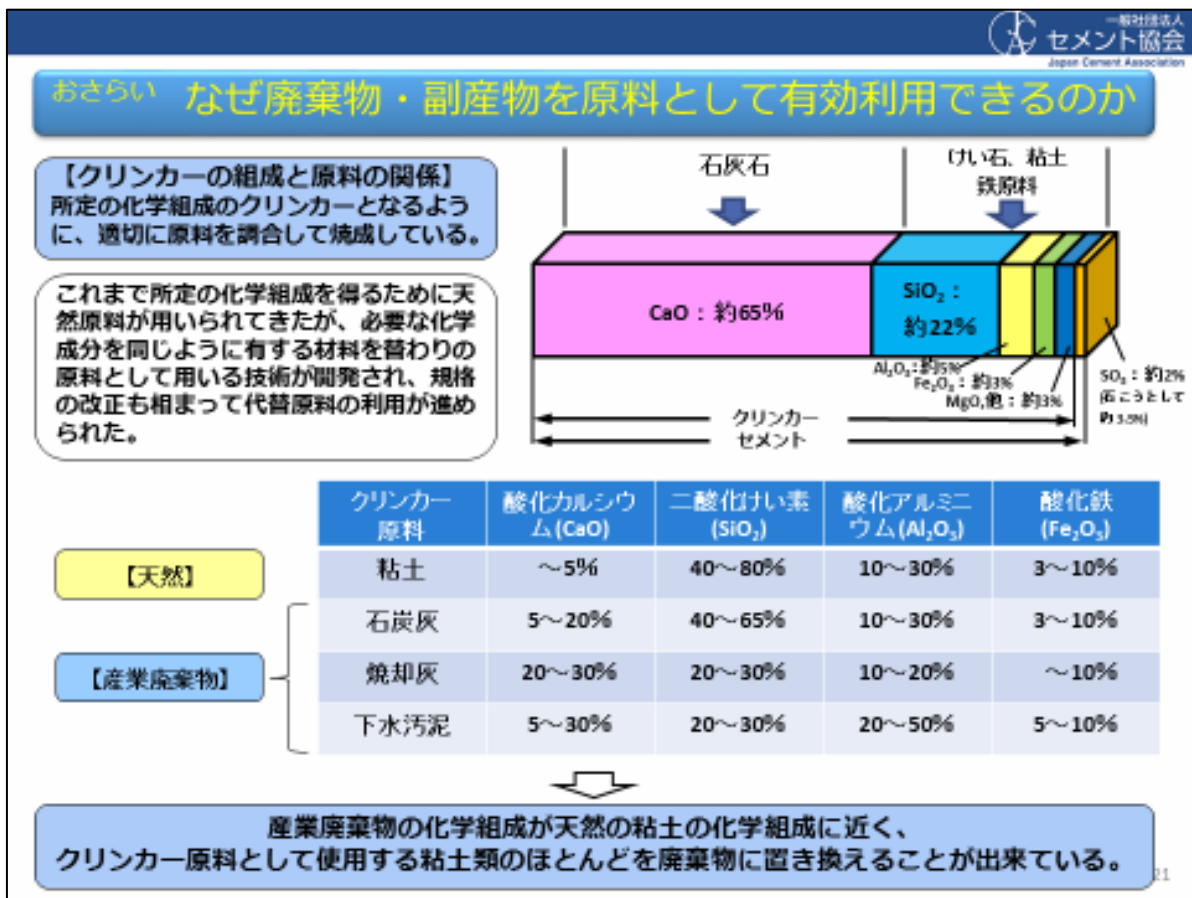 一般社団法人
セメント協会
Japan Cement Association
おさらい なぜ廃棄物・副産物を原料として有効利用できるのか
【クリンカーの組成と原料の関係】
所定の化学組成のクリンカーとなるよう
に、適切に原料を調合して焼成している。
これまで所定の化学組成を得るために天
然原料が用いられてきたが、必要な化学
成分を同じように有する材料を替わりの
原料として用いる技術が開発され、規格
の改正も相まって代替原料の利用が進め
られた。
石灰石
けい石、粘土
鉄原料
CaO：約65%
SiO₂：
約22%
Al₂O₃：約5%
Fe₂O₃：約3%
MgO,他：約3%
SO₃：約2%
(石こうとして
約3.5%)
クリンカー
セメント
クリンカー
原料
酸化カルシウ
ム(CaO)
二酸化けい素
(SiO₂)
酸化アルミニ
ウム(Al₂O₃)
酸化鉄
(Fe₂O₃)
【天然】
粘土 ～5% 40～80% 10～30% 3～10%
【産業廃棄物】
石炭灰 5～20% 40～65% 10～30% 3～10%
焼却灰 20～30% 20～30% 10～20% ～10%
下水汚泥 5～30% 20～30% 20～50% 5～10%
産業廃棄物の化学組成が天然の粘土の化学組成に近く、
クリンカー原料として使用する粘土類のほとんどを廃棄物に置き換えることが出来ている。
21